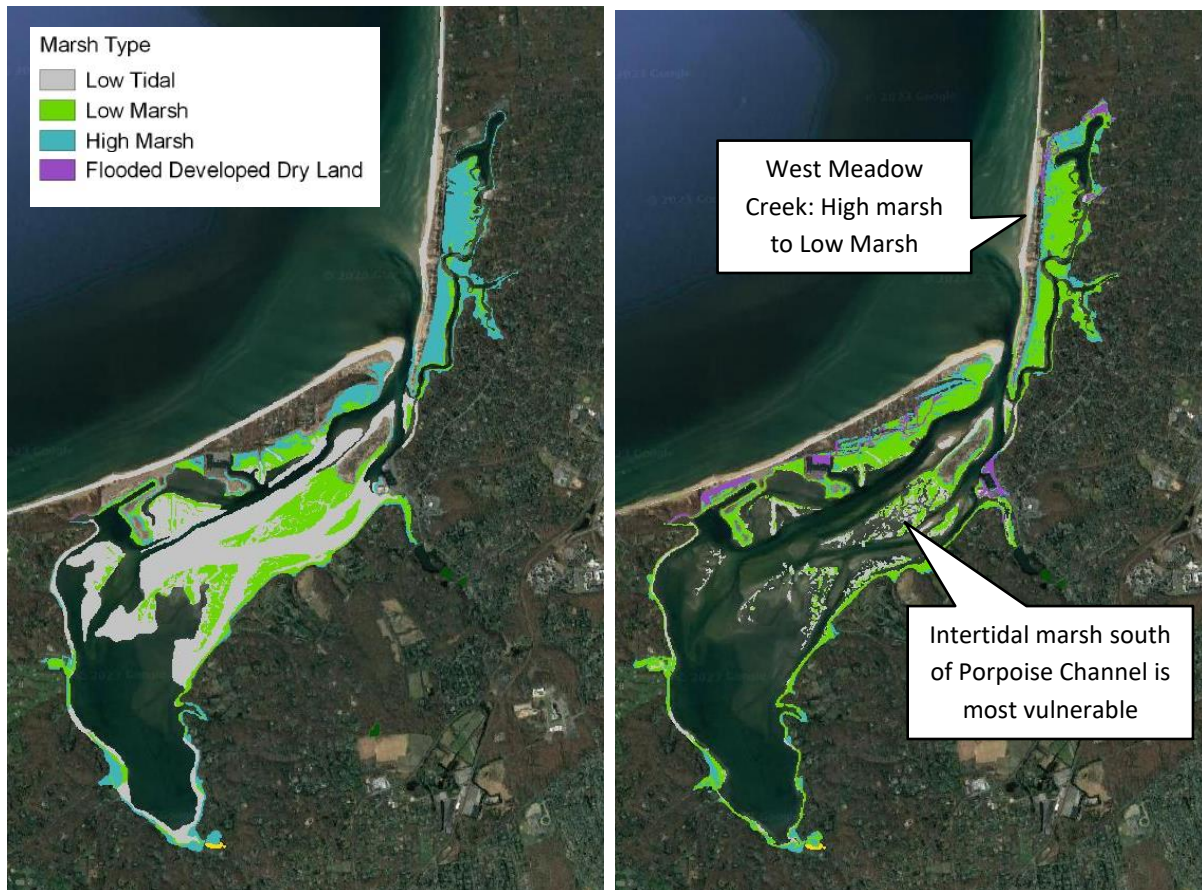 Marsh Type
Low Tidal
Low Marsh
High Marsh
Flooded Developed Dry Land
West Meadow
Creek: High marsh
to Low Marsh
Intertidal marsh south
of Porpoise Channel is
most vulnerable